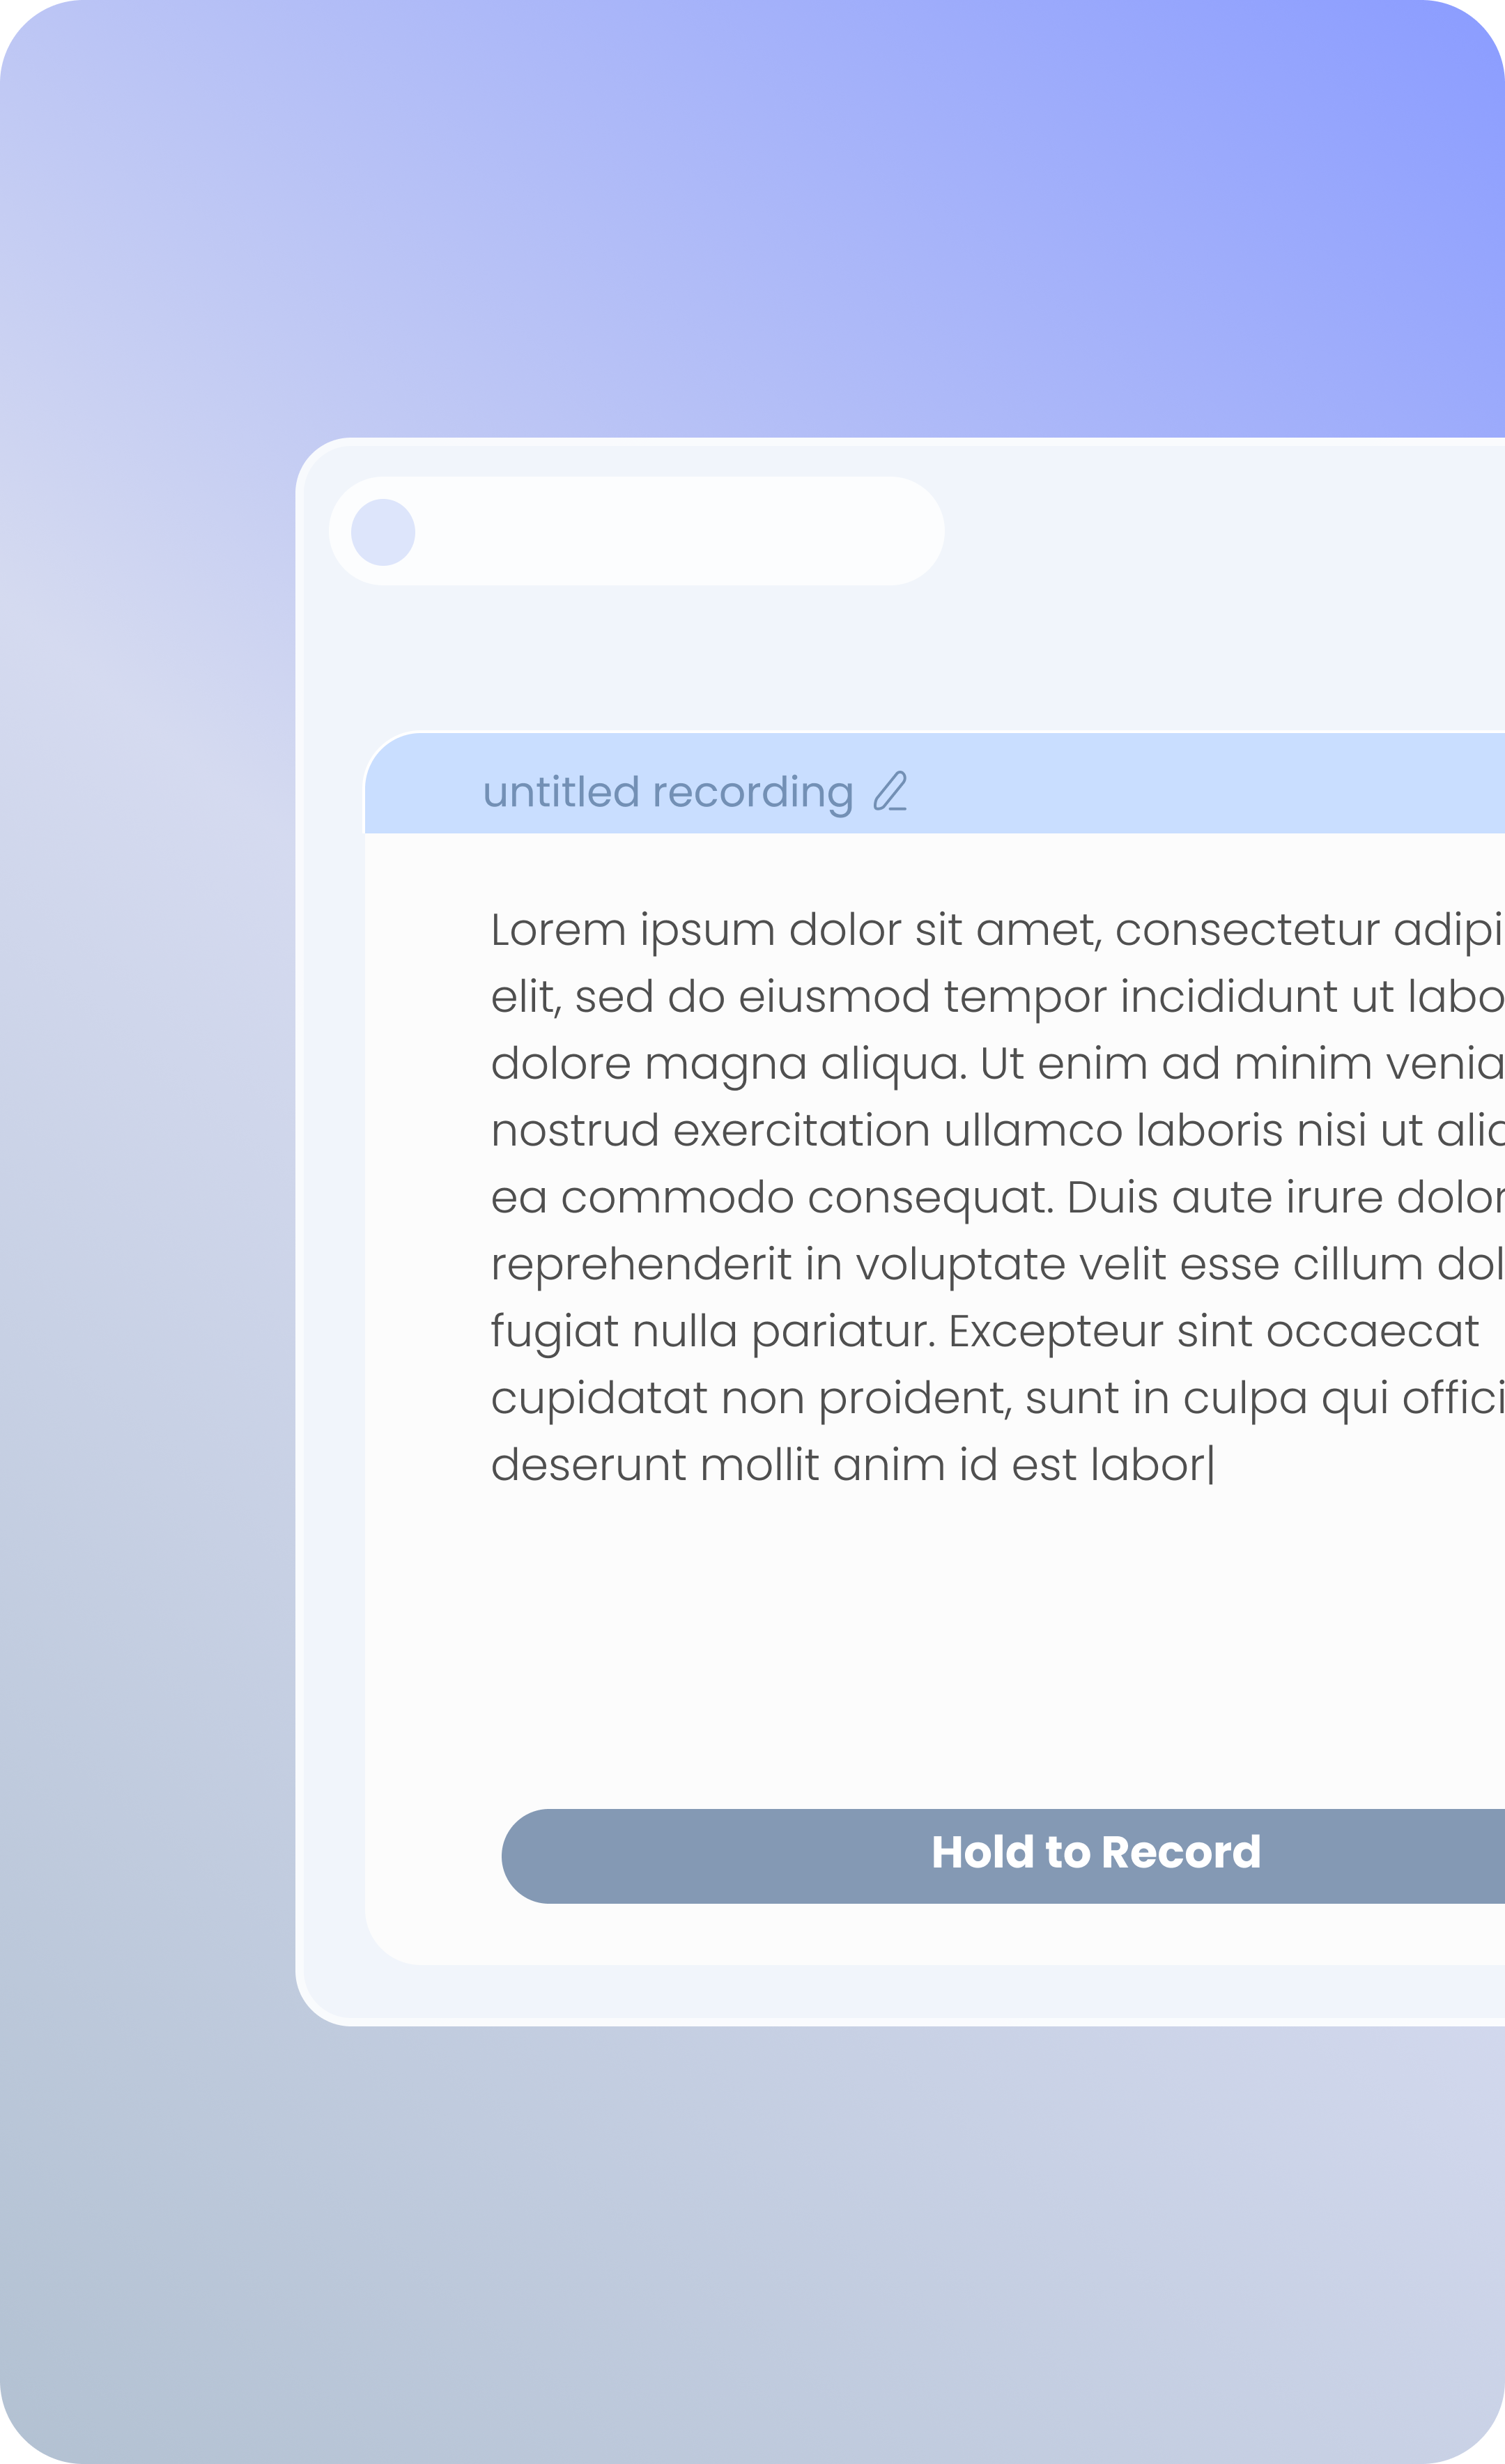 untitled recording
Lorem ipsum dolor sit amet, consectetur adipi
elit, sed do eiusmod tempor incididunt ut labo
dolore magna aliqua. Ut enim ad minim venia
nostrud exercitation ullamco laboris nisi ut aliq
ea commodo consequat. Duis aute irure dolor
reprehenderit in voluptate velit esse cillum dol
fugiat nulla pariatur. Excepteur sint occaecat
cupidatat non proident, sunt in culpa qui offici
deserunt mollit anim id est labor|
Hold to Record